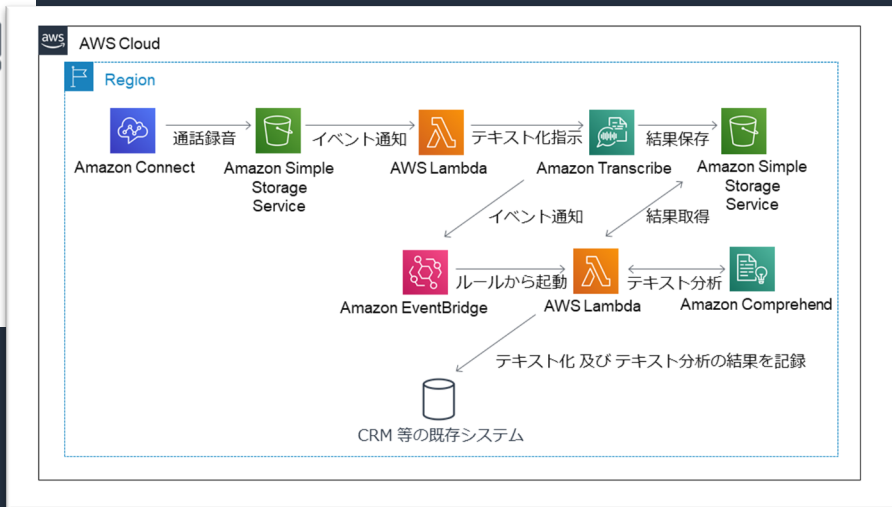 aws
AWS Cloud
Region
通話録音
イベント通知
テキスト化指示
結果保存
Amazon Connect
Amazon Simple
Storage
Service
AWS Lambda
Amazon Transcribe
Amazon Simple
Storage
Service
イベント通知
結果取得
ルールから起動
テキスト分析
Amazon EventBridge
AWS Lambda
Amazon Comprehend
テキスト化 及び テキスト分析の結果を記録
CRM 等の既存システム